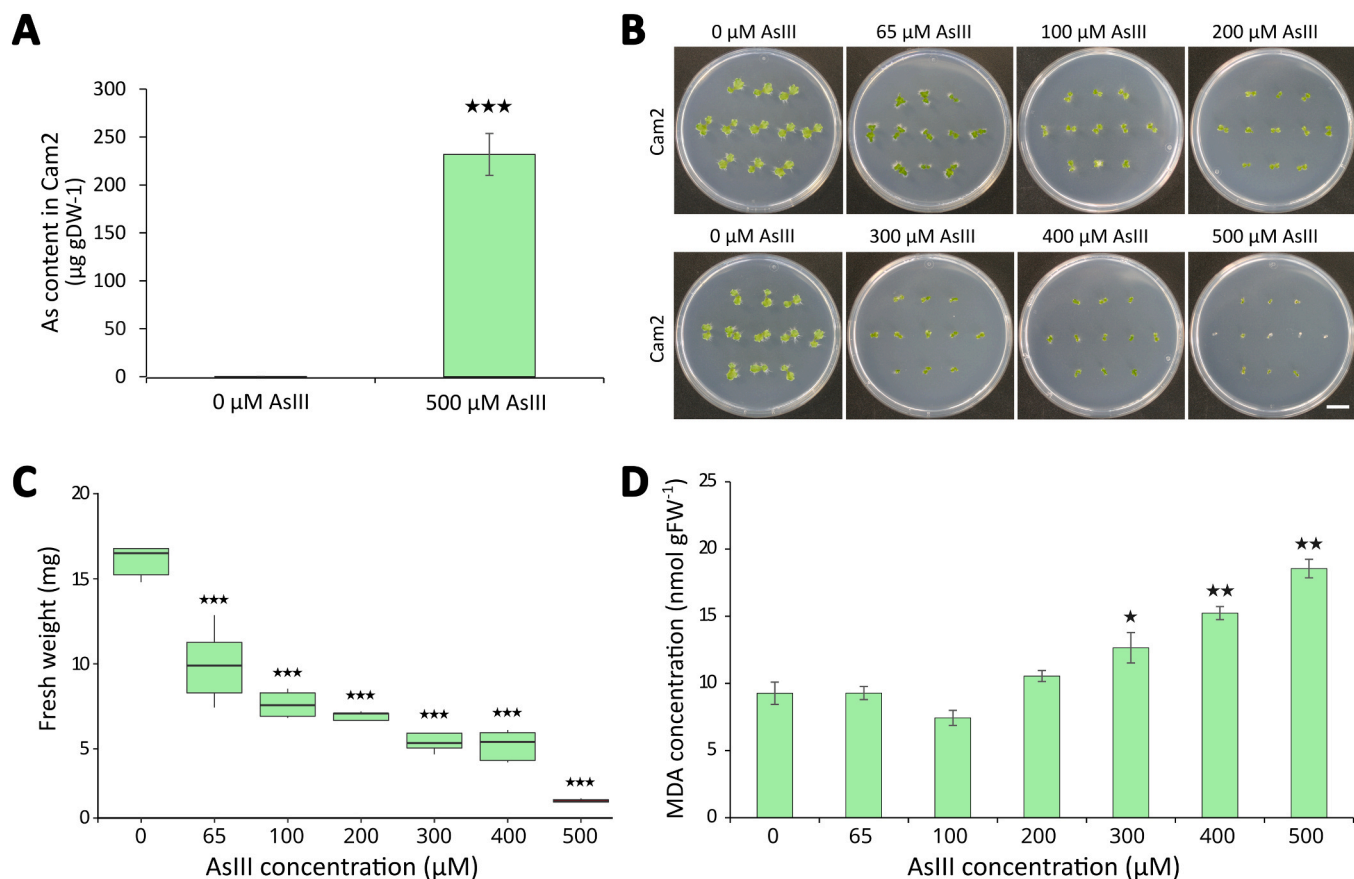 A
As content in Cam2
(µg gDW-1)
300
250
200
150
100
50
0
★★★
0 µM AsIII
500 µM AsIII
B
0 µM AsIII
65 µM AsIII
100 µM AsIII
200 µM AsIII
Cam2
0 µM AsIII
300 µM AsIII
400 µM AsIII
500 µM AsIII
Cam2
C
Fresh weight (mg)
20
15
10
5
0
★★★
★★★
★★★
★★★
★★★
★★★
0
65
100
200
300
400
500
AsIII concentration (µM)
D
MDA concentration (nmol gFW⁻¹)
25
20
15
10
5
0
★
★★
★★
0
65
100
200
300
400
500
AsIII concentration (µM)